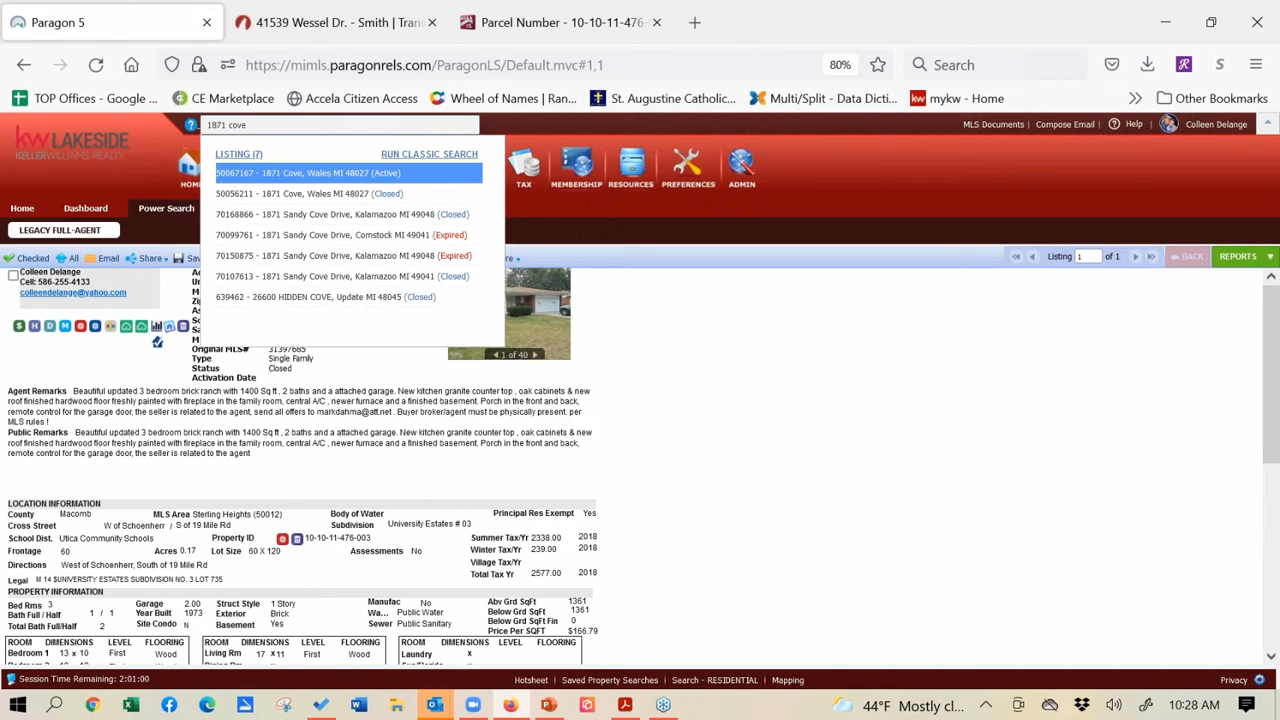 Paragon 5
41539 Wessel Dr. - Smith | Trans
Parcel Number - 10-10-11-476-
https://mimls.paragonrels.com/ParagonLS/Default.mvc#1,1
80%
Search
TOP Offices - Google ...
CE Marketplace
Accela Citizen Access
Wheel of Names | Ran...
St. Augustine Catholic...
Multi/Split - Data Dicti...
mykw - Home
Other Bookmarks
kw LAKESIDE
KELLERWILLIAMS REALTY
1871 cove
MLS Documents
Compose Email
Help
Colleen Delange
LISTING (7)
RUN CLASSIC SEARCH
50067167 - 1871 Cove, Wales MI 48027 (Active)
50056211 - 1871 Cove, Wales MI 48027 (Closed)
70168866 - 1871 Sandy Cove Drive, Kalamazoo MI 49048 (Closed)
70099761 - 1871 Sandy Cove Drive, Comstock MI 49041 (Expired)
70150875 - 1871 Sandy Cove Drive, Kalamazoo MI 49048 (Expired)
70107613 - 1871 Sandy Cove Drive, Kalamazoo MI 49041 (Closed)
639462 - 26600 HIDDEN COVE, Update MI 48045 (Closed)
TAX
MEMBERSHIP
RESOURCES
PREFERENCES
ADMIN
Home
Dashboard
Power Search
LEGACY FULL-AGENT
Checked
All
Email
Share
Listing 1 of 1
BACK
REPORTS
Colleen Delange
Cell: 586-255-4133
colleendelange@yahoo.com
Original MLS# 31397685
Type Single Family
Status Closed
Activation Date
1 of 40
Agent Remarks Beautiful updated 3 bedroom brick ranch with 1400 Sq ft , 2 baths and a attached garage. New kitchen granite counter top , oak cabinets & new
roof finished hardwood floor freshly painted with fireplace in the family room, central A/C , newer furnace and a finished basement. Porch in the front and back,
remote control for the garage door, the seller is related to the agent, send all offers to markdahma@att.net . Buyer broker/agent must be physically present. per
MLS rules !
Public Remarks Beautiful updated 3 bedroom brick ranch with 1400 Sq ft , 2 baths and a attached garage. New kitchen granite counter top , oak cabinets & new
roof finished hardwood floor freshly painted with fireplace in the family room, central A/C , newer furnace and a finished basement. Porch in the front and back,
remote control for the garage door, the seller is related to the agent
LOCATION INFORMATION
County Macomb MLS Area Sterling Heights (50012) Body of Water Principal Res Exempt Yes
Cross Street W of Schoenherr / S of 19 Mile Rd Subdivision University Estates # 03
School Dist. Utica Community Schools Property ID 10-10-11-476-003 Summer Tax/Yr 2338.00 2018
Frontage 60 Acres 0.17 Lot Size 60 X 120 Assessments No Winter Tax/Yr 239.00 2018
Directions West of Schoenherr, South of 19 Mile Rd Village Tax/Yr
Total Tax Yr 2577.00 2018
Legal M 14 $UNIVERSITY ESTATES SUBDIVISION NO. 3 LOT 735
PROPERTY INFORMATION
Bed Rms 3 Garage 2.00 Struct Style 1 Story Manufac No Abv Grd SqFt 1361
Bath Full / Half 1 / 1 Year Built 1973 Exterior Brick Wa... Public Water Below Grd SqFt 1361
Total Bath Full/Half 2 Site Condo N Basement Yes Sewer Public Sanitary Below Grd SqFt Fin 0
Price Per SQFT $166.79
ROOM DIMENSIONS LEVEL FLOORING ROOM DIMENSIONS LEVEL FLOORING ROOM DIMENSIONS LEVEL FLOORING
Bedroom 1 13 x 10 First Wood Living Rm 17 x 11 First Wood Laundry x
Session Time Remaining: 2:01:00
Hotsheet
Saved Property Searches
Search - RESIDENTIAL
Mapping
Privacy
44°F Mostly cl...
10:28 AM